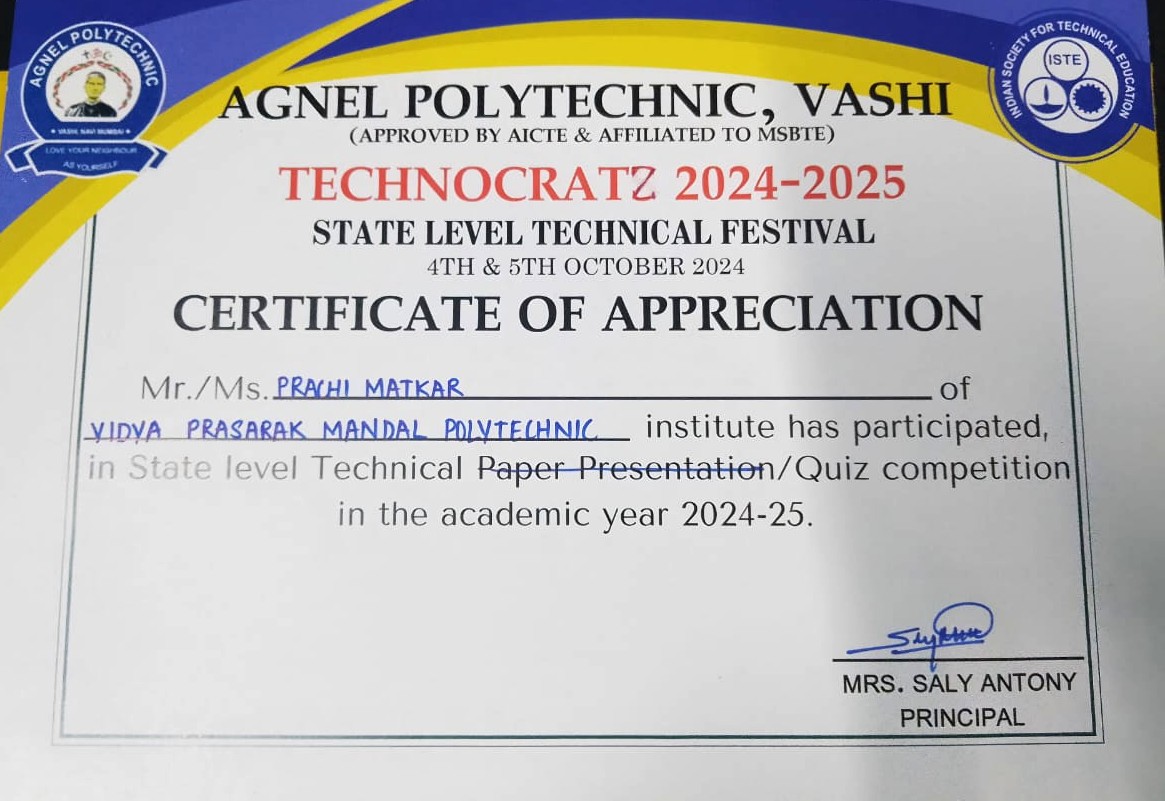 AGNEL POLYTECHNIC
VASHI, NAVI MUMBAI
LOVE YOUR NEIGHBOUR
AS YOURSELF
INDIAN SOCIETY FOR TECHNICAL EDUCATION
ISTE
AGNEL POLYTECHNIC, VASHI
(APPROVED BY AICTE & AFFILIATED TO MSBTE)
TECHNOCRATZ 2024-2025
STATE LEVEL TECHNICAL FESTIVAL
4TH & 5TH OCTOBER 2024
CERTIFICATE OF APPRECIATION
Mr./Ms. PRACHI MATKAR of
VIDYA PRASARAK MANDAL POLYTECHNIC institute has participated,
in State level Technical Paper Presentation/Quiz competition
in the academic year 2024-25.
MRS. SALY ANTONY
PRINCIPAL